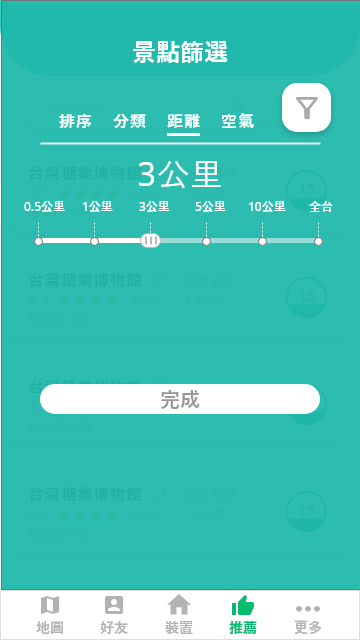 景點篩選
排序 分類 距離 空氣
3公里
台灣糖業博物館
15
0.5公里 1公里 3公里 5公里 10公里 全台
台灣糖業博物館
15
台灣糖業博物館
完成
台灣糖業博物館
15
地圖 好友 裝置 推薦 更多